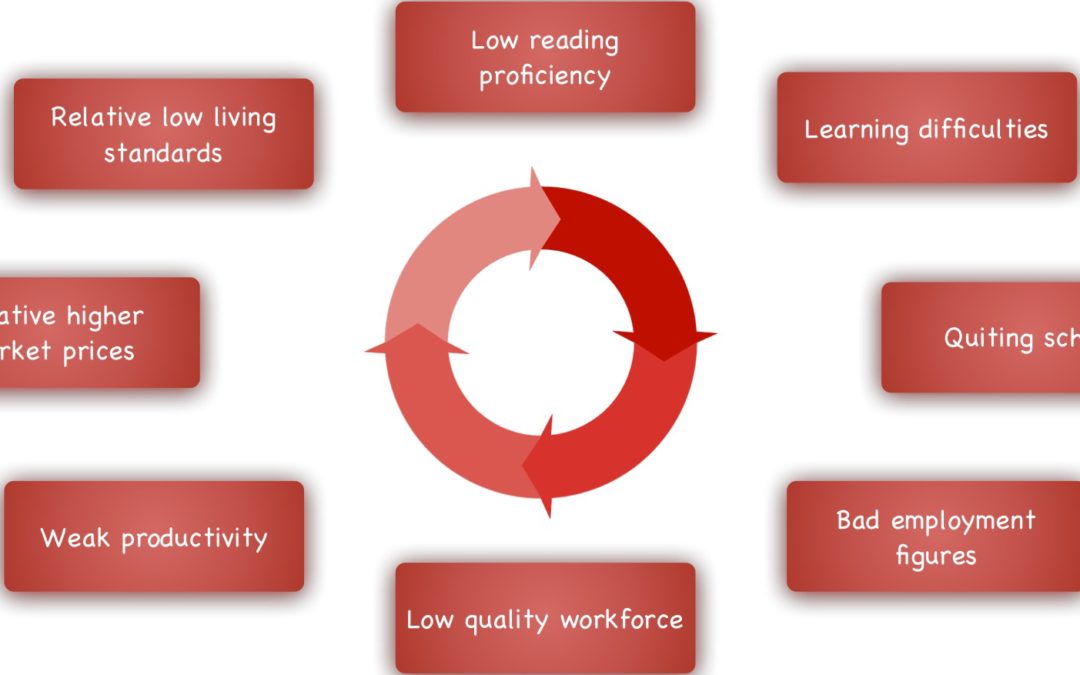 Low reading
proficiency
Learning difficulties
Quiting sch
Bad employment
figures
Low quality workforce
Weak productivity
ative higher
rket prices
Relative low living
standards